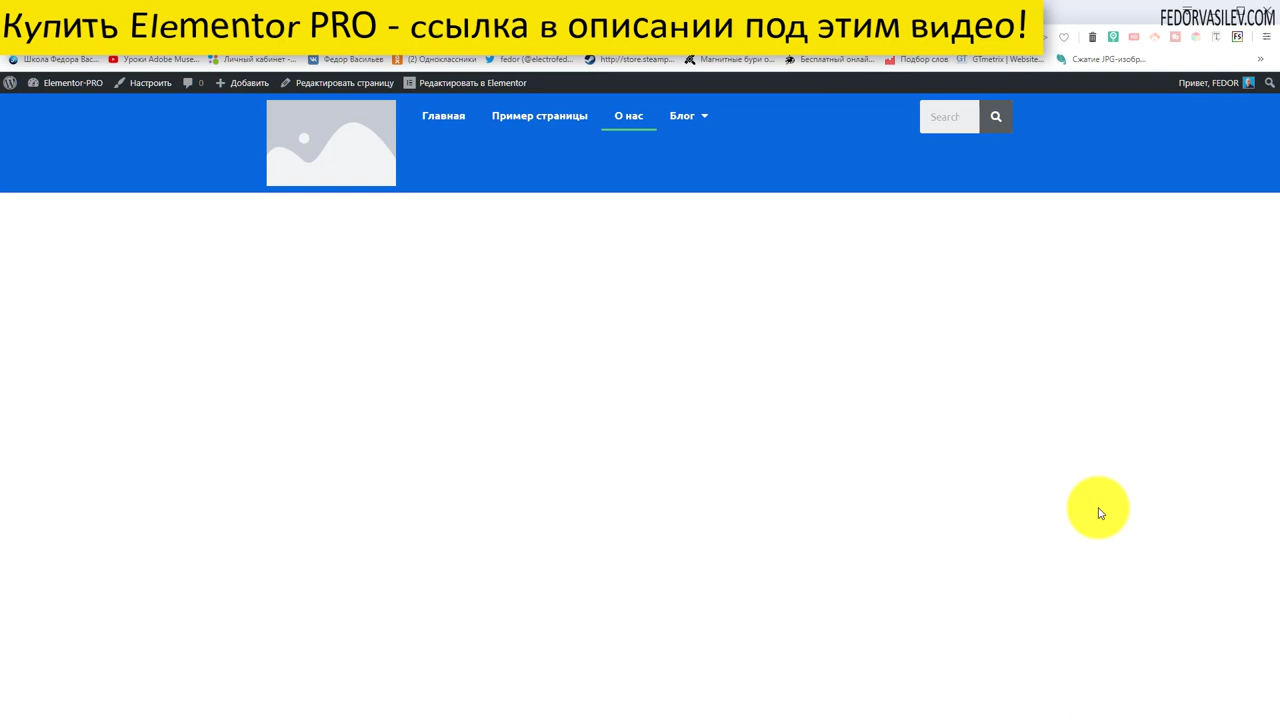 Купить Elementor PRO - ссылка в описании под этим видео!
FEDORVASILEV.COM
Школа Федора Вас...
Уроки Adobe Muse...
Личный кабинет -...
Федор Васильев
(2) Одноклассники
fedor (@electrofed...
http://store.steamp...
Магнитные бури о...
Бесплатный онлай...
Подбор слов
GTmetrix | Website...
Сжатие JPG-изобр...
»
Elementor-PRO
Настроить
0
Добавить
Редактировать страницу
Редактировать в Elementor
Привет, FEDOR
Главная
Пример страницы
О нас
Блог
Search